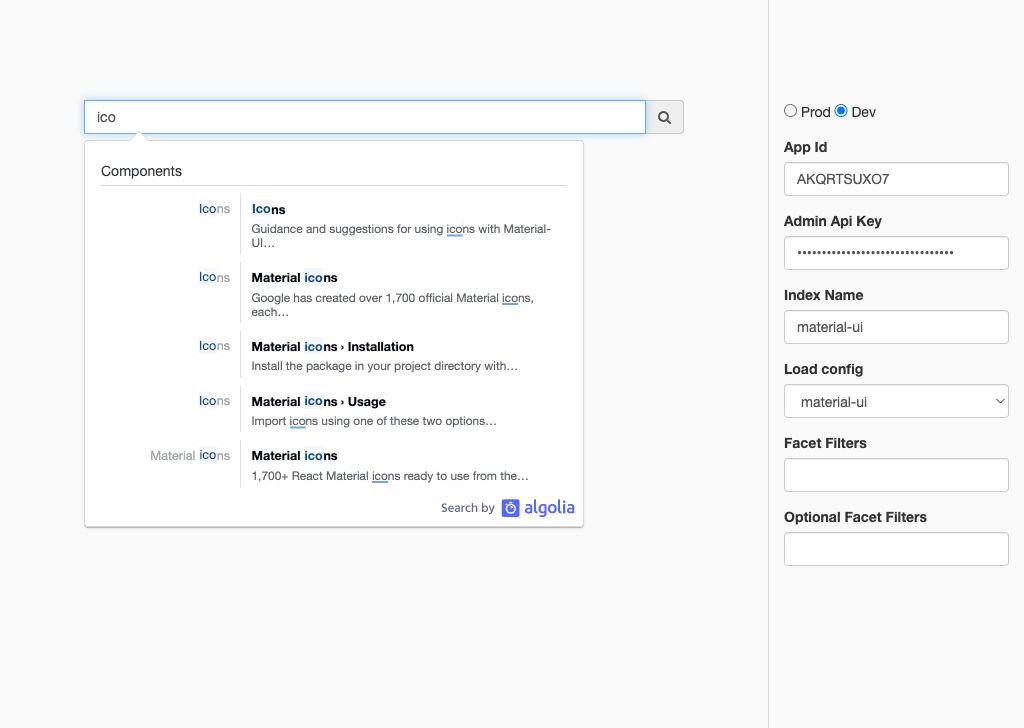 ico
Components
Icons
Icons
Guidance and suggestions for using icons with Material-
UI…
Icons
Material icons
Google has created over 1,700 official Material icons,
each…
Icons
Material icons › Installation
Install the package in your project directory with…
Icons
Material icons › Usage
Import icons using one of these two options…
Material icons
Material icons
1,700+ React Material icons ready to use from the…
Search by algolia
Prod Dev
App Id
AKQRTSUXO7
Admin Api Key
••••••••••••••••••••••••••••••••
Index Name
material-ui
Load config
material-ui
Facet Filters
Optional Facet Filters